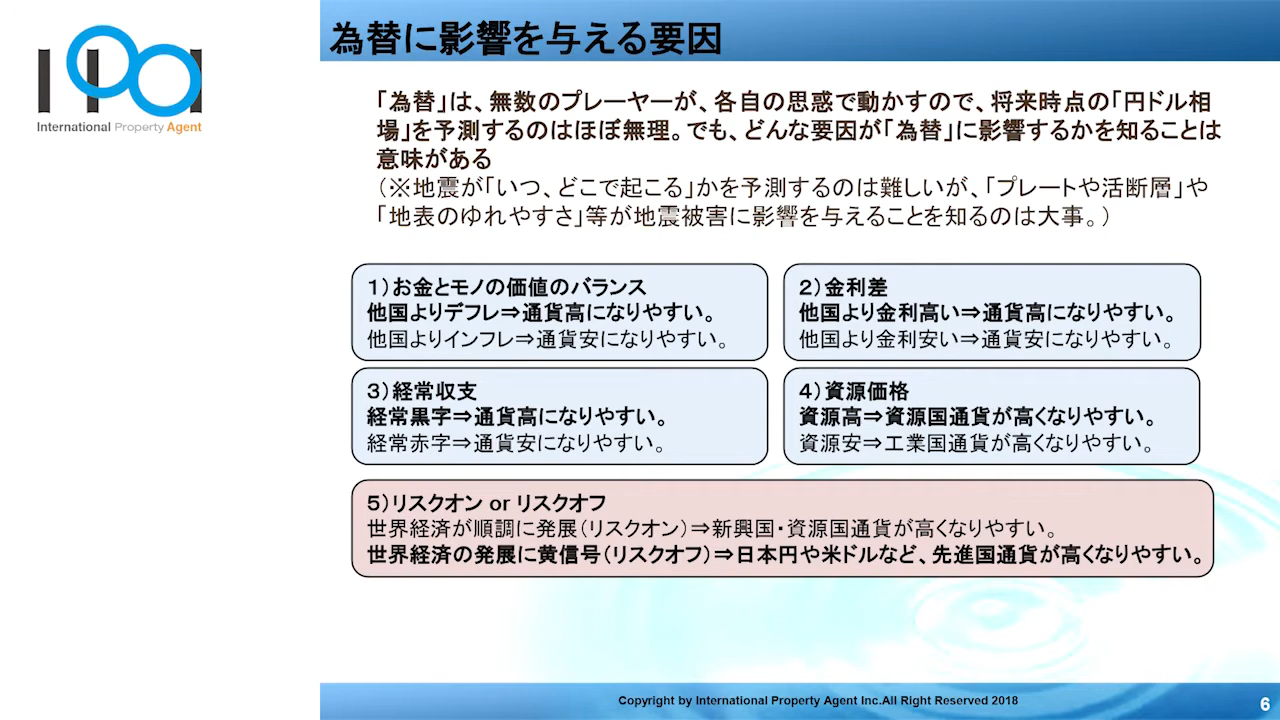 IPA
International Property Agent
為替に影響を与える要因
「為替」は、無数のプレーヤーが、各自の思惑で動かすので、将来時点の「円ドル相
場」を予測するのはほぼ無理。でも、どんな要因が「為替」に影響するかを知ることは
意味がある
（※地震が「いつ、どこで起こる」かを予測するのは難しいが、「プレートや活断層」や
「地表のゆれやすさ」等が地震被害に影響を与えることを知るのは大事。）
１）お金とモノの価値のバランス
他国よりデフレ⇒通貨高になりやすい。
他国よりインフレ⇒通貨安になりやすい。
２）金利差
他国より金利高い⇒通貨高になりやすい。
他国より金利安い⇒通貨安になりやすい。
３）経常収支
経常黒字⇒通貨高になりやすい。
経常赤字⇒通貨安になりやすい。
４）資源価格
資源高⇒資源国通貨が高くなりやすい。
資源安⇒工業国通貨が高くなりやすい。
５）リスクオン or リスクオフ
世界経済が順調に発展（リスクオン）⇒新興国・資源国通貨が高くなりやすい。
世界経済の発展に黄信号（リスクオフ）⇒日本円や米ドルなど、先進国通貨が高くなりやすい。
Copyright by International Property Agent Inc.All Right Reserved 2018
6